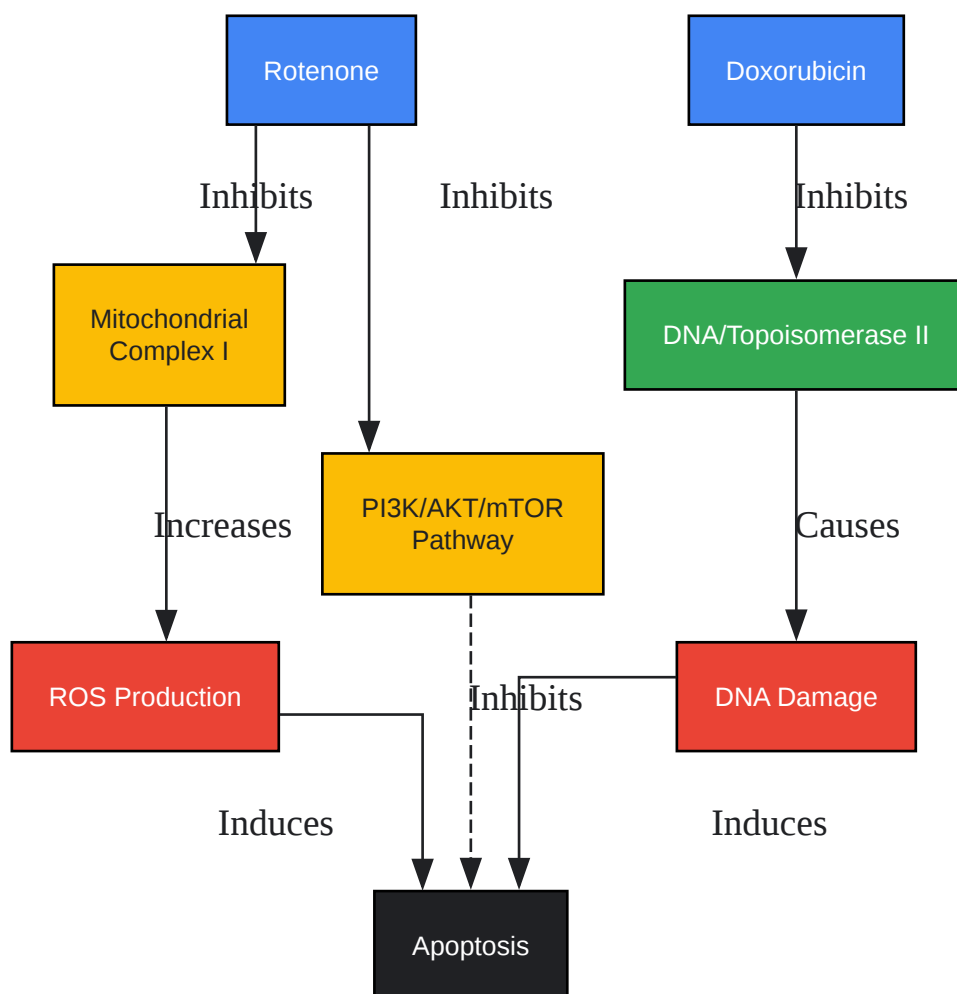 Rotenone
Doxorubicin
Inhibits
Inhibits
Inhibits
Mitochondrial
Complex I
DNA/Topoisomerase II
PI3K/AKT/mTOR
Pathway
Increases
Causes
ROS Production
Inhibits
DNA Damage
Induces
Induces
Apoptosis